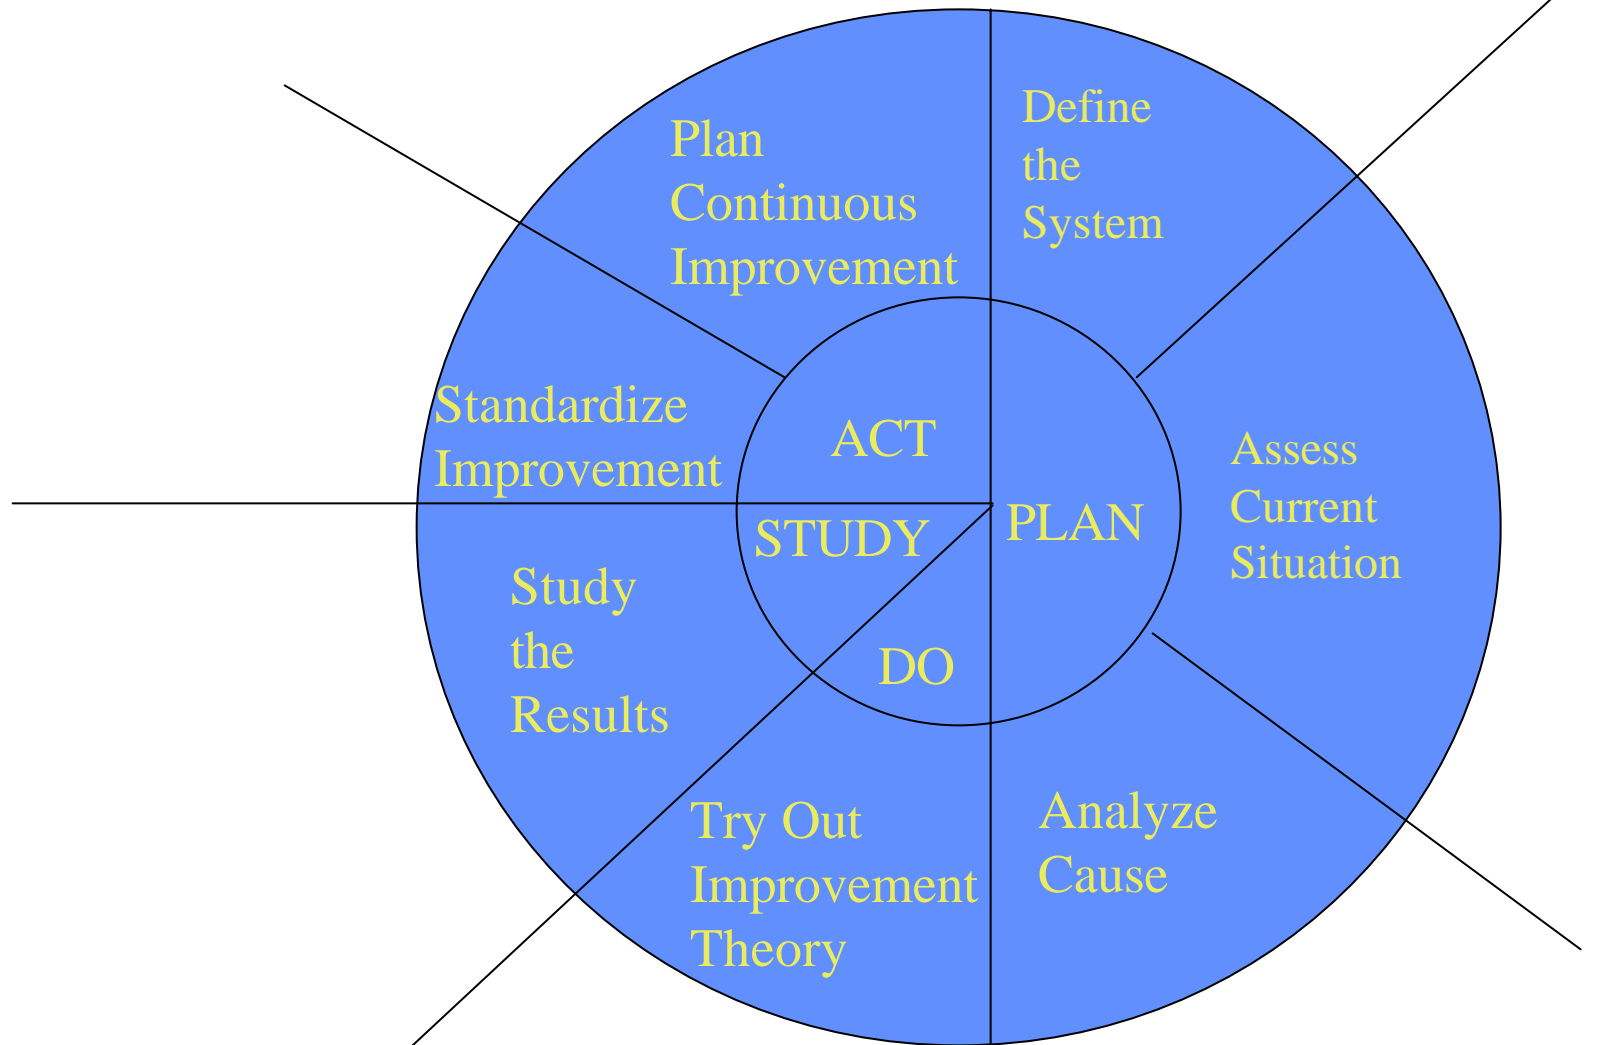 Define
the
System
Assess
Current
Situation
Analyze
Cause
Try Out
Improvement
Theory
Study
the
Results
Standardize
Improvement
Plan
Continuous
Improvement
ACT
PLAN
STUDY
DO